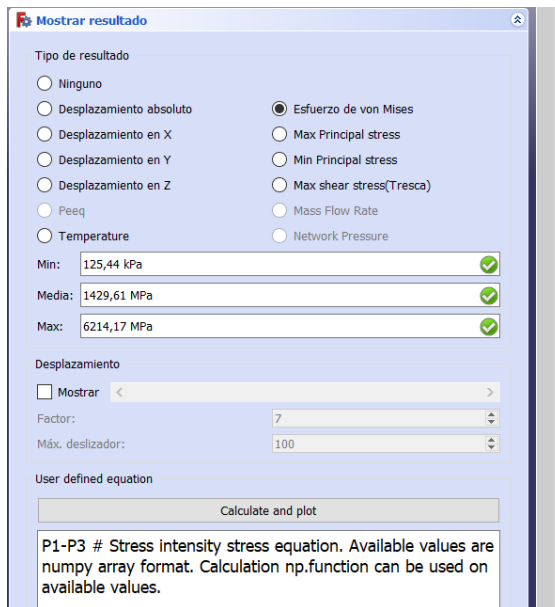 Mostrar resultado
Tipo de resultado
Ninguno
Desplazamiento absoluto
Esfuerzo de von Mises
Desplazamiento en X
Max Principal stress
Desplazamiento en Y
Min Principal stress
Desplazamiento en Z
Max shear stress(Tresca)
Peeq
Mass Flow Rate
Temperature
Network Pressure
Min: 125,44 kPa
Media: 1429,61 MPa
Max: 6214,17 MPa
Desplazamiento
Mostrar
Factor: 7
Máx. deslizador: 100
User defined equation
Calculate and plot
P1-P3 # Stress intensity stress equation. Available values are
numpy array format. Calculation np.function can be used on
available values.